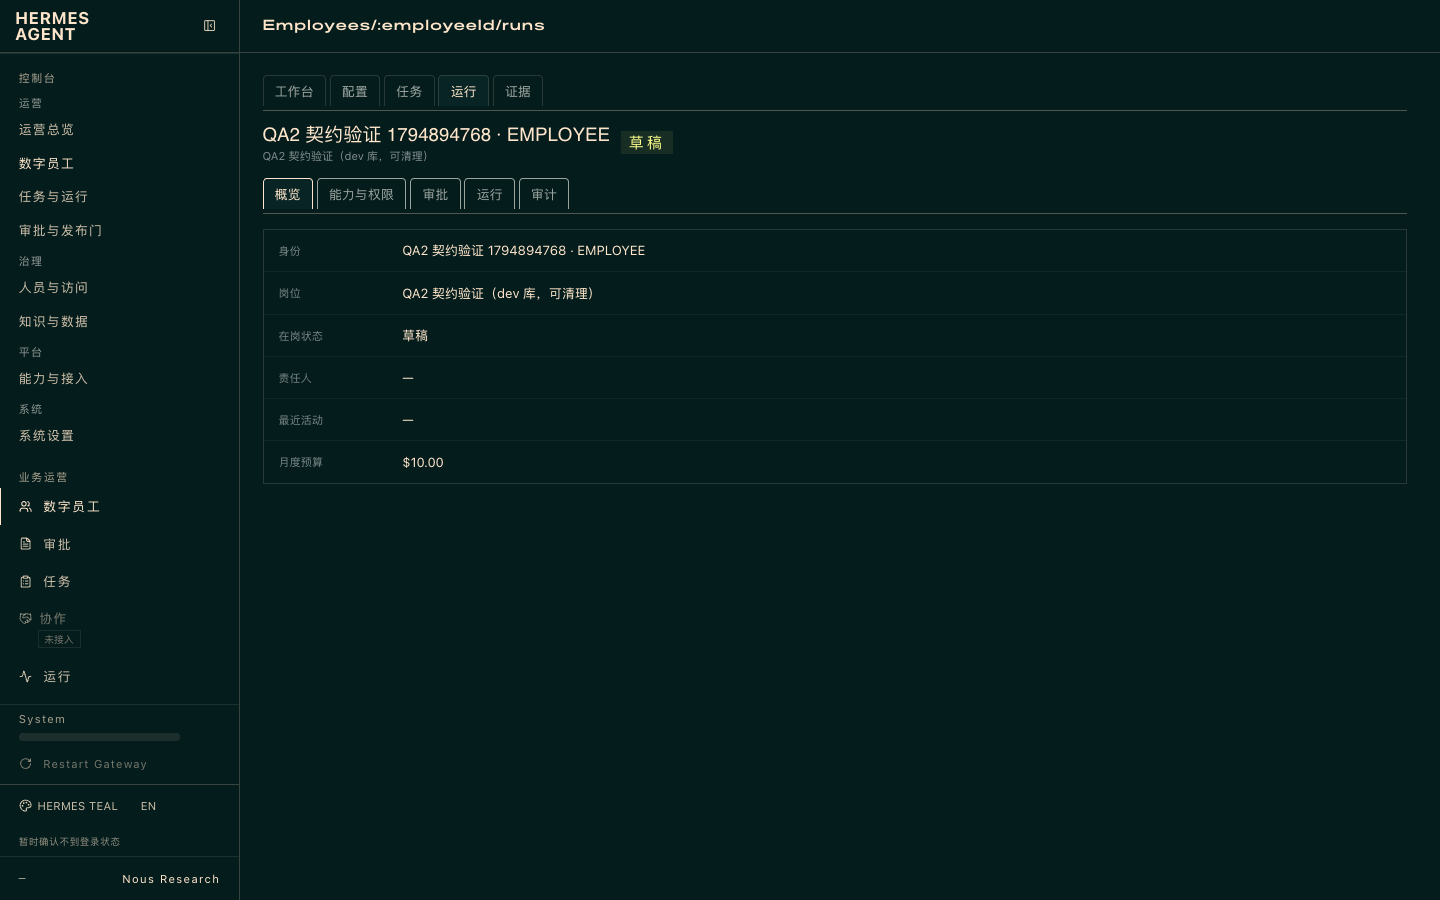 HERMES
AGENT
控制台
运营
运营总览
数字员工
任务与运行
审批与发布门
治理
人员与访问
知识与数据
平台
能力与接入
系统
系统设置
业务运营
数字员工
审批
任务
协作
未接入
运行
System
Restart Gateway
HERMES TEAL EN
暂时确认不到登录状态
— Nous Research
Employees/:employeeId/runs
工作台 配置 任务 运行 证据
QA2 契约验证 1794894768 · EMPLOYEE 草稿
QA2 契约验证（dev 库，可清理）
概览 能力与权限 审批 运行 审计
身份 QA2 契约验证 1794894768 · EMPLOYEE
岗位 QA2 契约验证（dev 库，可清理）
在岗状态 草稿
责任人 —
最近活动 —
月度预算 $10.00